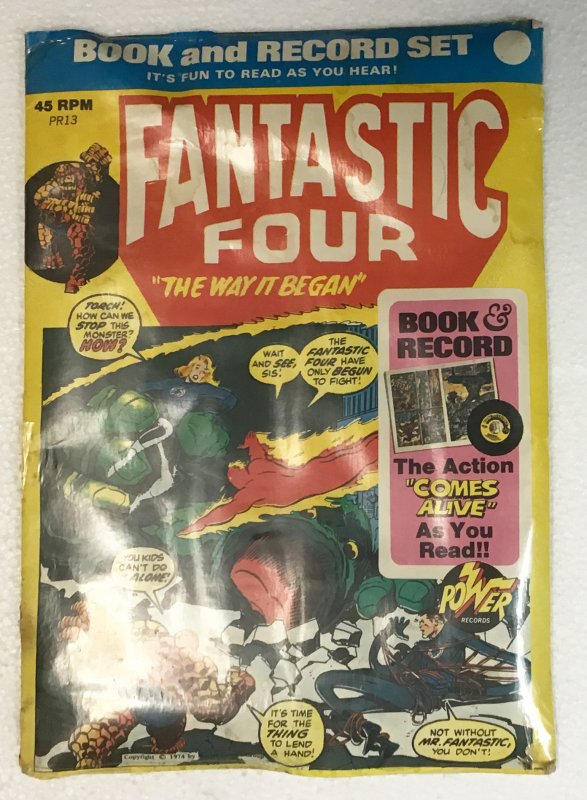 BOOK and RECORD SET
IT'S FUN TO READ AS YOU HEAR!
45 RPM
PR13
FANTASTIC
FOUR
"THE WAY IT BEGAN"
TORCH!
HOW CAN WE
STOP THIS
MONSTER?
HOW?
WAIT
AND SEE,
SIS!
THE
FANTASTIC
FOUR HAVE
ONLY BEGUN
TO FIGHT!
BOOK &
RECORD
The Action
"COMES
ALIVE"
As You
Read!!
POWER
RECORDS
YOU KIDS
CAN'T DO
ALONE!
IT'S TIME
FOR THE
THING
TO LEND
A HAND!
NOT WITHOUT
MR. FANTASTIC,
YOU DON'T!
Copyright © 1974 by